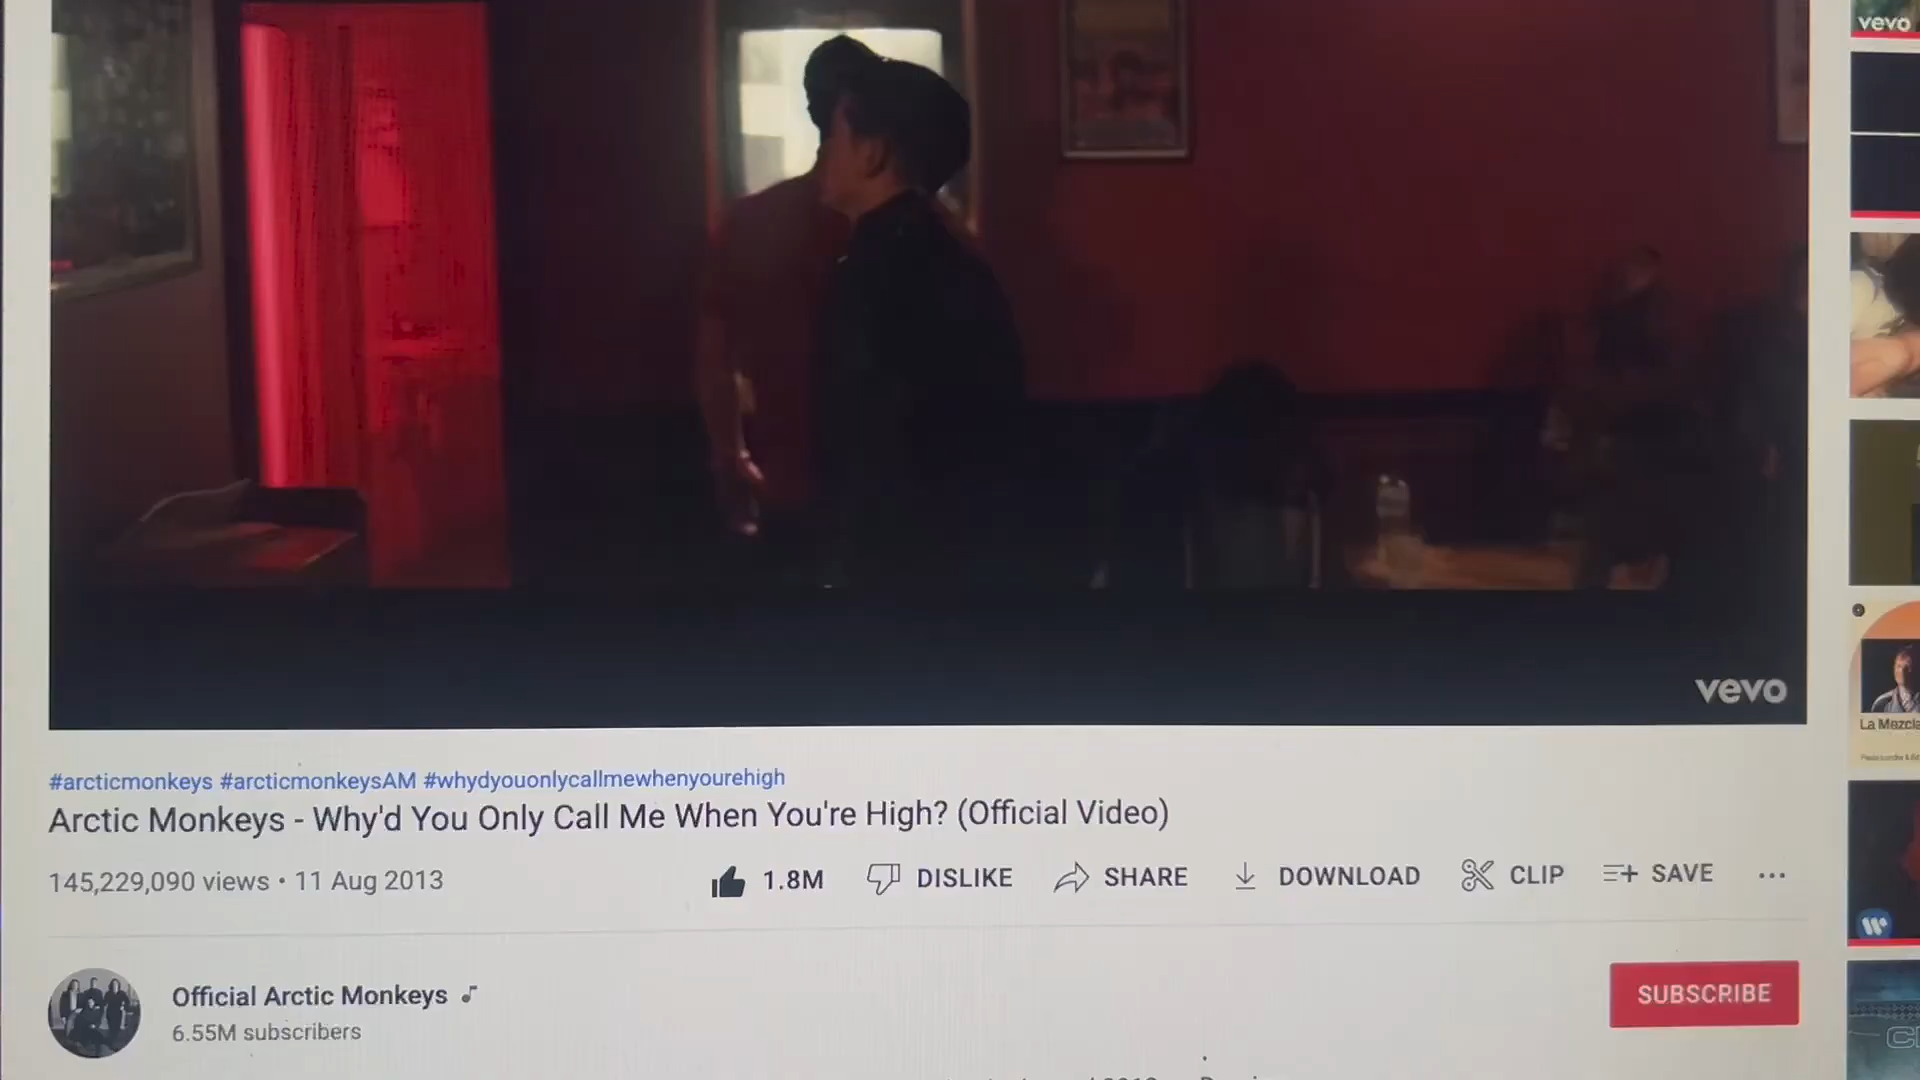 vevo
vevo
La Mezcla
#arcticmonkeys #arcticmonkeysAM #whydyouonlycallmewhenyourehigh
Arctic Monkeys - Why'd You Only Call Me When You're High? (Official Video)
145,229,090 views • 11 Aug 2013
1.8M DISLIKE SHARE DOWNLOAD CLIP SAVE ...
Official Arctic Monkeys
6.55M subscribers
SUBSCRIBE